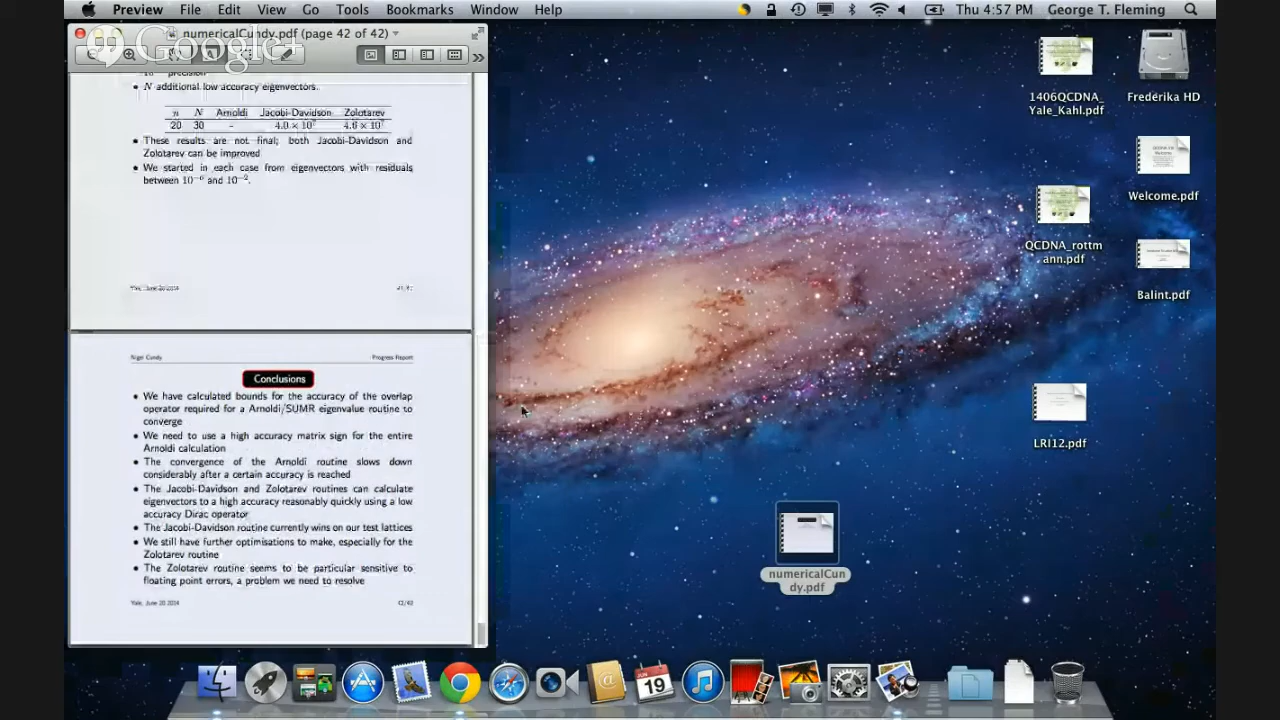 Preview File Edit View Go Tools Bookmarks Window Help
Thu 4:57 PM George T. Fleming
numericalCundy.pdf (page 42 of 42)
Google+
precision
• N additional low accuracy eigenvectors.
n N Arnoldi Jacobi-Davidson Zolotarev
20 30 –
• These results are not final; both Jacobi-Davidson and
Zolotarev can be improved
• We started in each case from eigenvectors with residuals
between and
Nigel Cundy Progress Report
Conclusions
• We have calculated bounds for the accuracy of the overlap
operator required for a Arnoldi/SUMR eigenvalue routine to
converge
• We need to use a high accuracy matrix sign for the entire
Arnoldi calculation
• The convergence of the Arnoldi routine slows down
considerably after a certain accuracy is reached
• The Jacobi-Davidson and Zolotarev routines can calculate
eigenvectors to a high accuracy reasonably quickly using a low
accuracy Dirac operator
• The Jacobi-Davidson routine currently wins on our test lattices
• We still have further optimisations to make, especially for the
Zolotarev routine
• The Zolotarev routine seems to be particular sensitive to
floating point errors, a problem we need to resolve
Yale, June 20 2014 42/42
1406QCDNA_
Yale_Kahl.pdf
Frederika HD
Welcome.pdf
QCDNA_rottm
ann.pdf
Balint.pdf
LRI12.pdf
numericalCun
dy.pdf
JUN
19